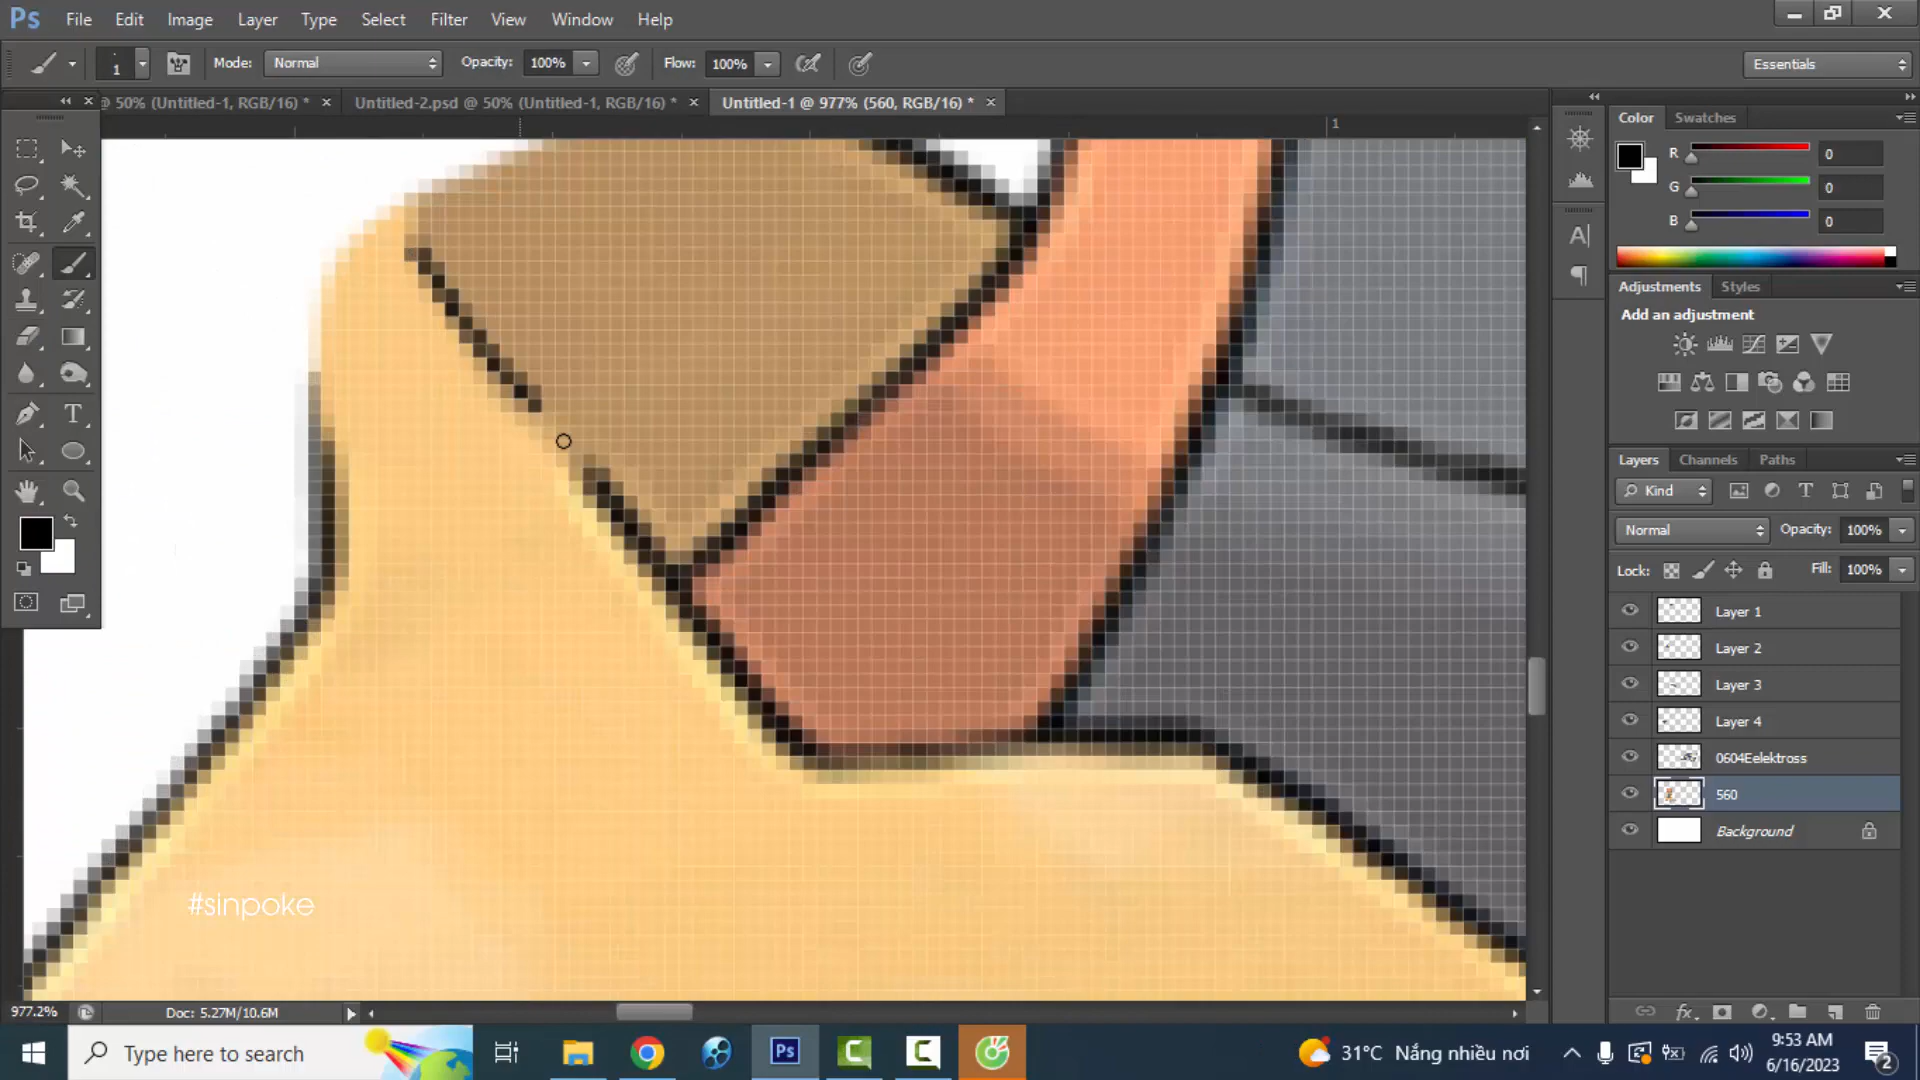 Ps File Edit Image Layer Type Select Filter View Window Help
1 Mode: Normal Opacity: 100% Flow: 100% Essentials
@ 50% (Untitled-1, RGB/16) * × Untitled-2.psd @ 50% (Untitled-1, RGB/16) * × Untitled-1 @ 977% (560, RGB/16) * ×
1
Color Swatches
R 0
G 0
B 0
Adjustments Styles
Add an adjustment
Layers Channels Paths
Kind
Normal Opacity: 100%
Lock: Fill: 100%
Layer 1
Layer 2
Layer 3
Layer 4
0604Eelektross
560
Background
#sinpoke
977.2% Doc: 5.27M/10.6M
Type here to search
31°C Nắng nhiều nơi
9:53 AM
6/16/2023
2